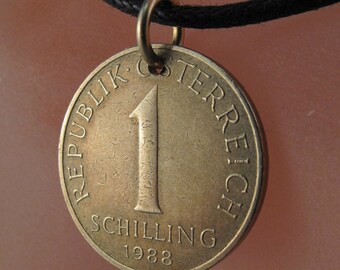 REPUBLIK·ÖSTERREICH
1
SCHILLING
1988